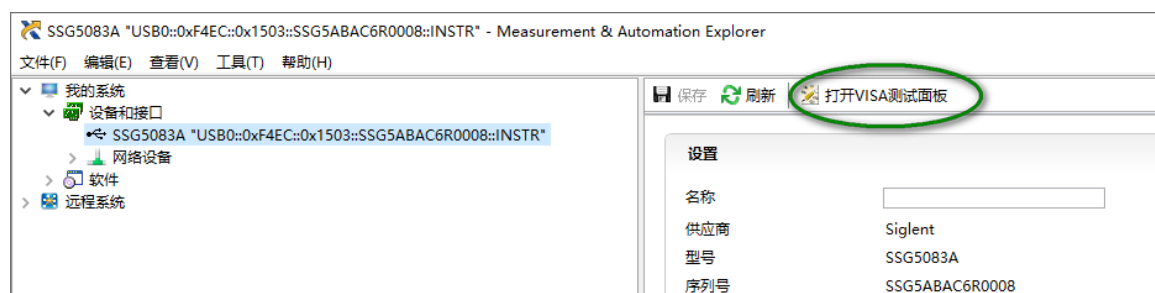 SSG5083A "USB0::0xF4EC::0x1503::SSG5ABAC6R0008::INSTR" - Measurement & Automation Explorer
文件(F) 编辑(E) 查看(V) 工具(T) 帮助(H)
我的系统
设备和接口
SSG5083A "USB0::0xF4EC::0x1503::SSG5ABAC6R0008::INSTR"
网络设备
软件
远程系统
保存 刷新 打开VISA测试面板
设置
名称
供应商 Siglent
型号 SSG5083A
序列号 SSG5ABAC6R0008